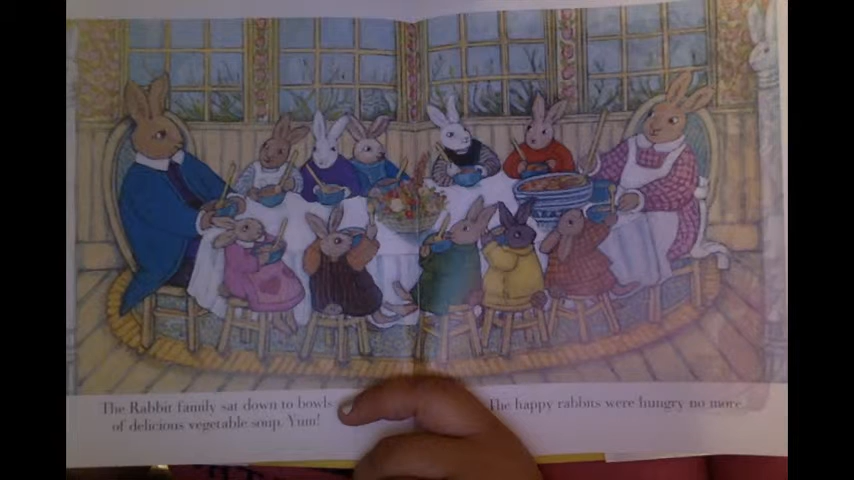 The Rabbit family sat down to bowls
of delicious vegetable soup. Yum!
The happy rabbits were hungry no more.